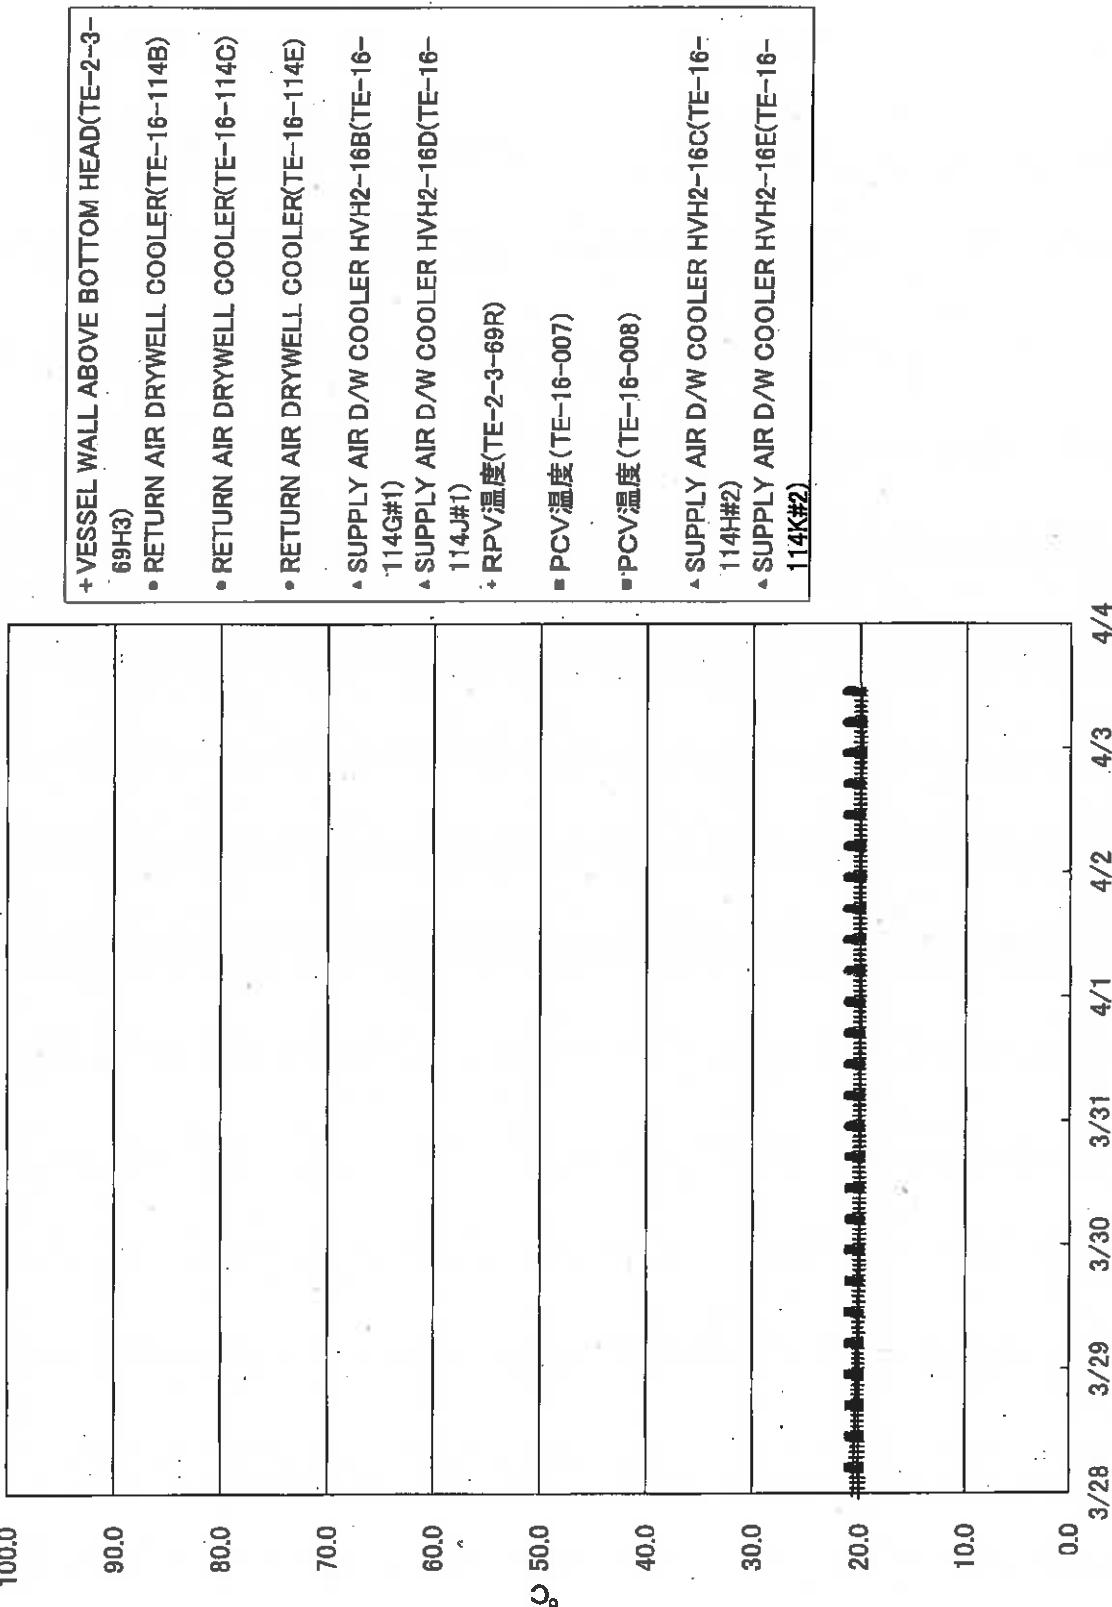 100.0
90.0
80.0
70.0
60.0
50.0
40.0
30.0
20.0
10.0
0.0
℃
3/28
3/29
3/30
3/31
4/1
4/2
4/3
4/4
+VESSEL WALL ABOVE BOTTOM HEAD(TE-2-3-
69H3)
•RETURN AIR DRYWELL COOLER(TE-16-114B)
•RETURN AIR DRYWELL COOLER(TE-16-114C)
•RETURN AIR DRYWELL COOLER(TE-16-114E)
▲SUPPLY AIR D/W COOLER HVH2-16B(TE-16-
114G#1)
▲SUPPLY AIR D/W COOLER HVH2-16D(TE-16-
114J#1)
+RPV温度(TE-2-3-69R)
■PCV温度(TE-16-007)
■PCV温度(TE-16-008)
▲SUPPLY AIR D/W COOLER HVH2-16C(TE-16-
114H#2)
▲SUPPLY AIR D/W COOLER HVH2-16E(TE-16-
114K#2)